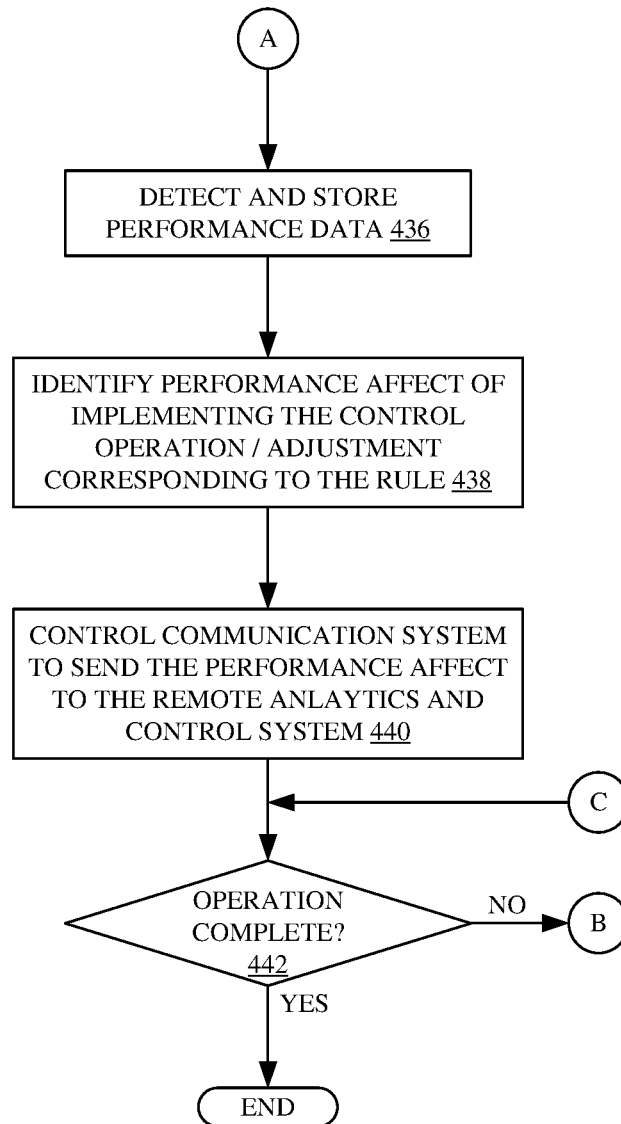 A
DETECT AND STORE
PERFORMANCE DATA 436
IDENTIFY PERFORMANCE AFFECT OF
IMPLEMENTING THE CONTROL
OPERATION / ADJUSTMENT
CORRESPONDING TO THE RULE 438
CONTROL COMMUNICATION SYSTEM
TO SEND THE PERFORMANCE AFFECT
TO THE REMOTE ANLAYTICS AND
CONTROL SYSTEM 440
C
OPERATION
COMPLETE?
442
NO
B
YES
END